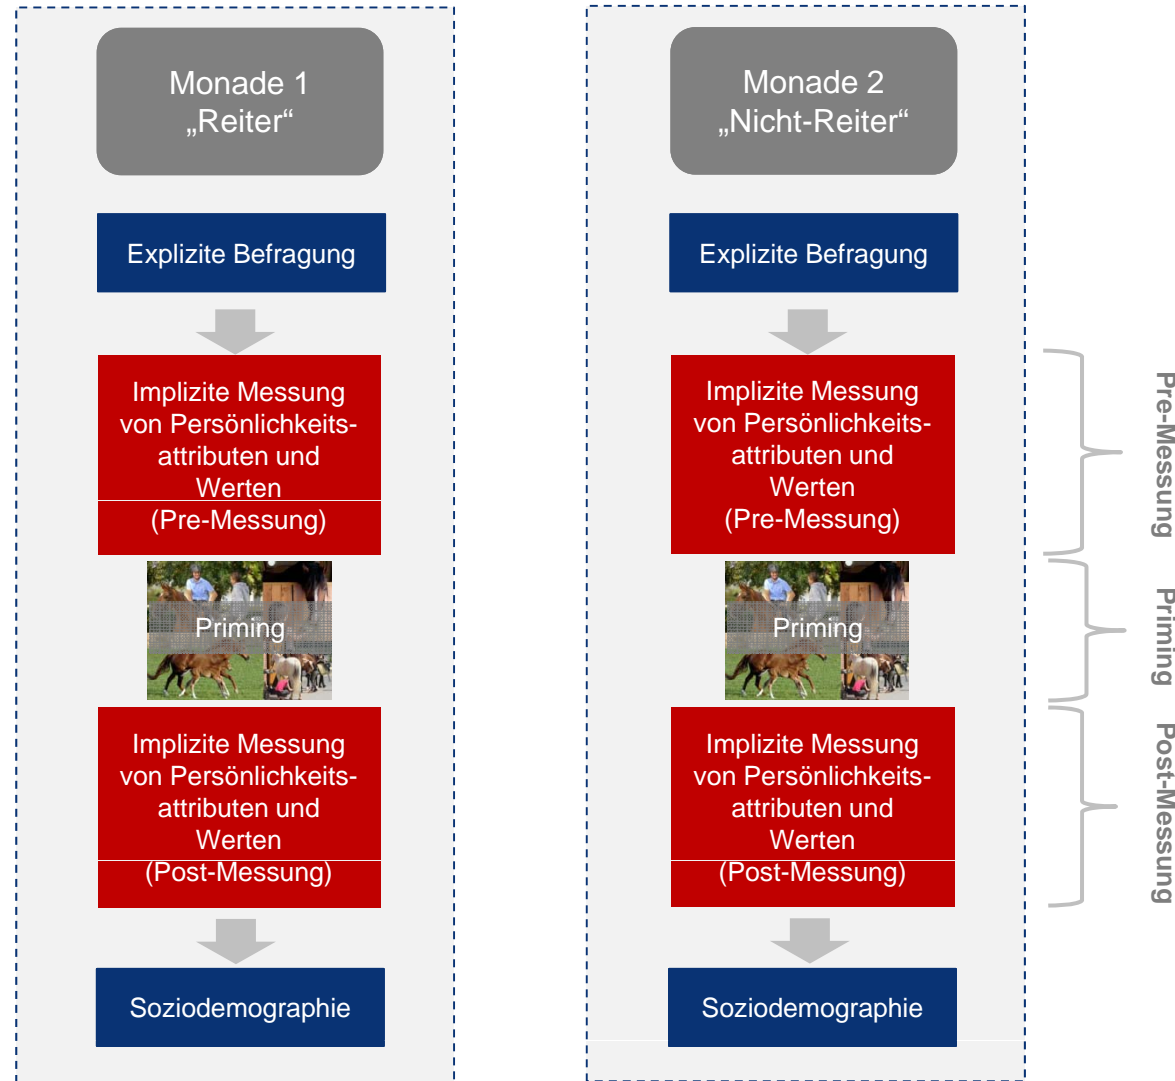 Monade 1
„Reiter“
Explizite Befragung
Implizite Messung
von Persönlichkeits-
attributen und
Werten
(Pre-Messung)
Priming
Implizite Messung
von Persönlichkeits-
attributen und
Werten
(Post-Messung)
Soziodemographie
Monade 2
„Nicht-Reiter“
Explizite Befragung
Implizite Messung
von Persönlichkeits-
attributen und
Werten
(Pre-Messung)
Priming
Implizite Messung
von Persönlichkeits-
attributen und
Werten
(Post-Messung)
Soziodemographie
Pre-Messung
Priming
Post-Messung